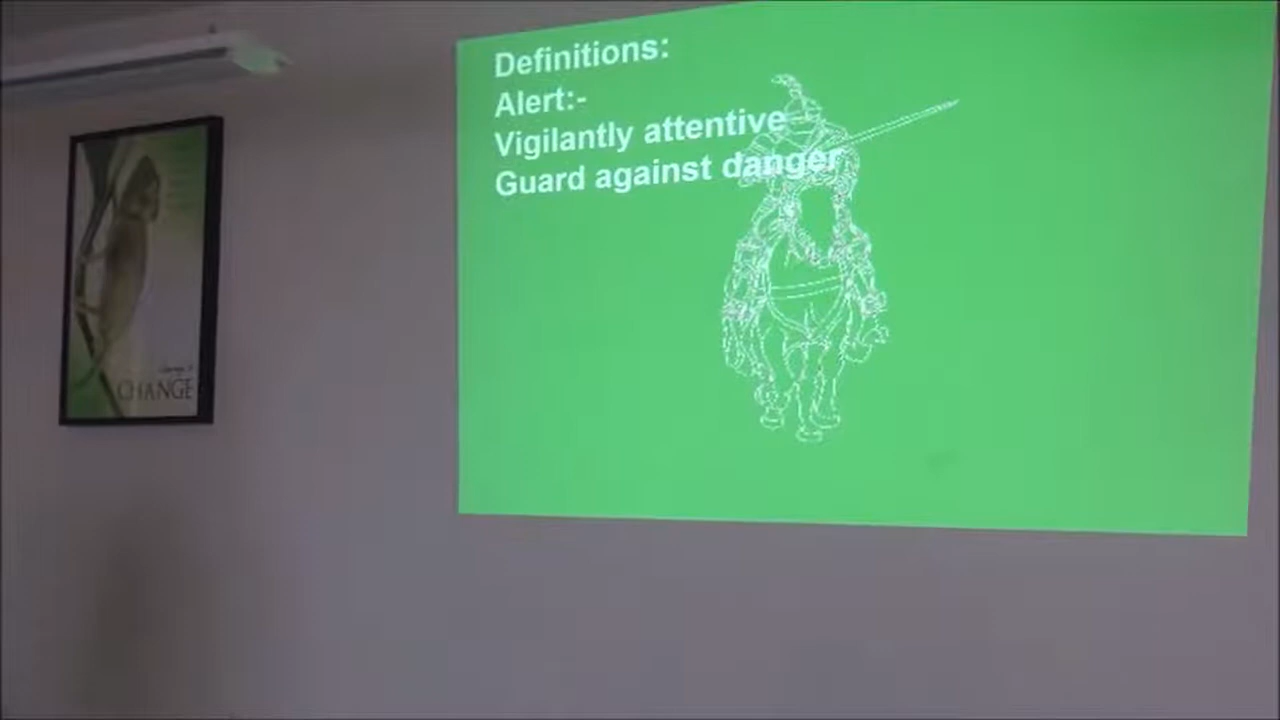 Definitions:
Alert:-
Vigilantly attentive
Guard against danger
CHANGE